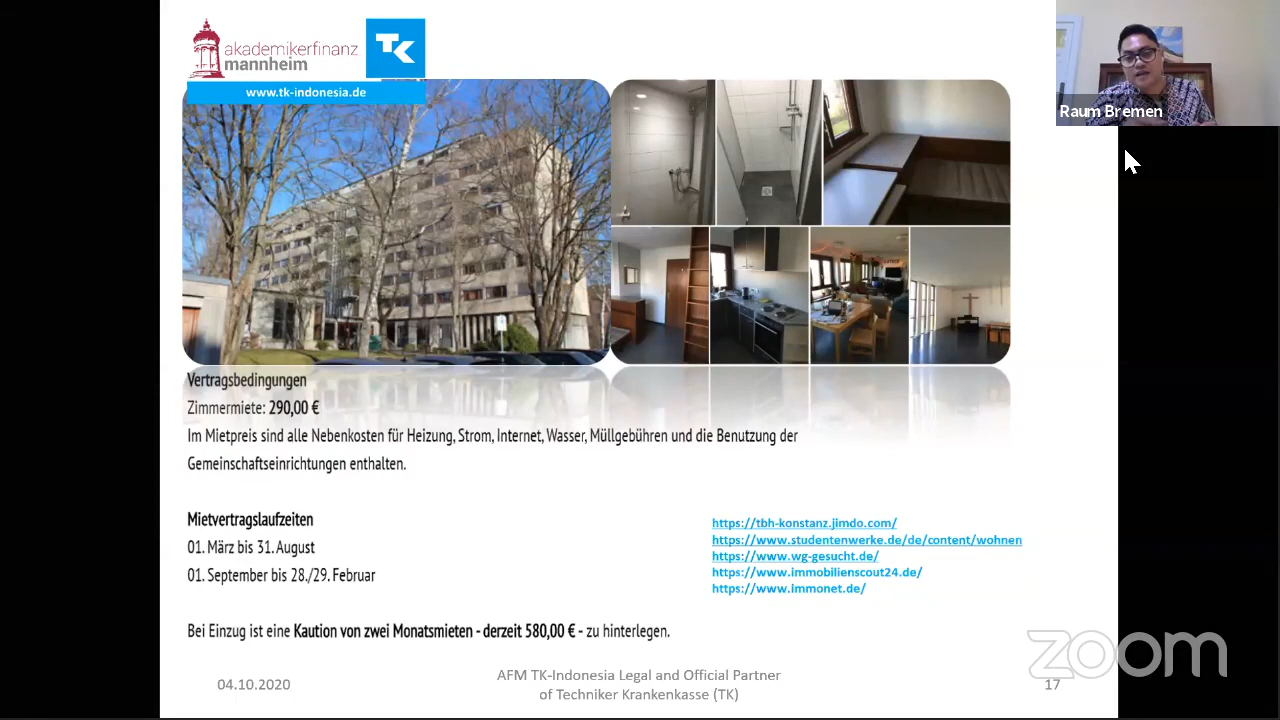 akademikerfinanz
mannheim
TK
www.tk-indonesia.de
Raum Bremen
Vertragsbedingungen
Zimmermiete: 290,00 €
Im Mietpreis sind alle Nebenkosten für Heizung, Strom, Internet, Wasser, Müllgebühren und die Benutzung der
Gemeinschaftseinrichtungen enthalten.
Mietvertragslaufzeiten
01. März bis 31. August
01. September bis 28./29. Februar
https://tbh-konstanz.jimdo.com/
https://www.studentenwerke.de/de/content/wohnen
https://www.wg-gesucht.de/
https://www.immobilienscout24.de/
https://www.immonet.de/
Bei Einzug ist eine Kaution von zwei Monatsmieten - derzeit 580,00 € - zu hinterlegen.
04.10.2020
AFM TK-Indonesia Legal and Official Partner
of Techniker Krankenkasse (TK)
17
zoom